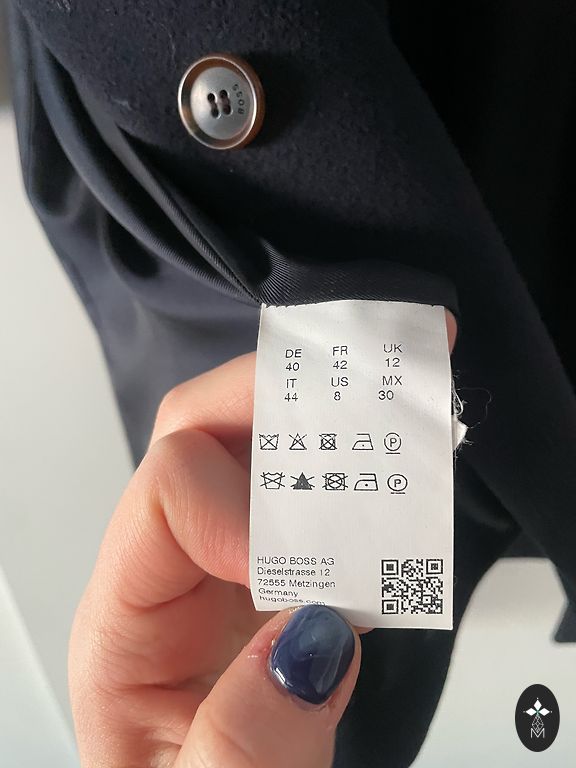 BOSS
DE FR UK
40 42 12
IT US MX
44 8 30
P
P
HUGO BOSS AG
Dieselstrasse 12
72555 Metzingen
Germany
hugoboss.com
M